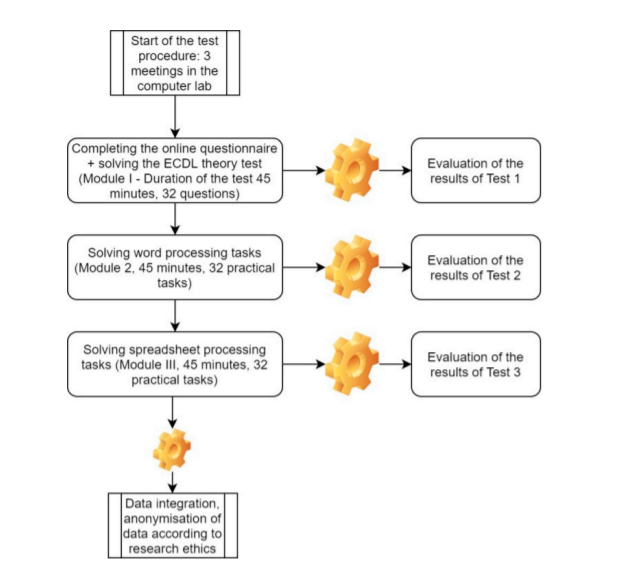 Start of the test
procedure: 3
meetings in the
computer lab
Completing the online questionnaire
+ solving the ECDL theory test
(Module I - Duration of the test 45
minutes, 32 questions)
Evaluation of the
results of Test 1
Solving word processing tasks
(Module 2, 45 minutes, 32 practical
tasks)
Evaluation of the
results of Test 2
Solving spreadsheet processing
tasks (Module III, 45 minutes, 32
practical tasks)
Evaluation of the
results of Test 3
Data integration,
anonymisation of
data according to
research ethics